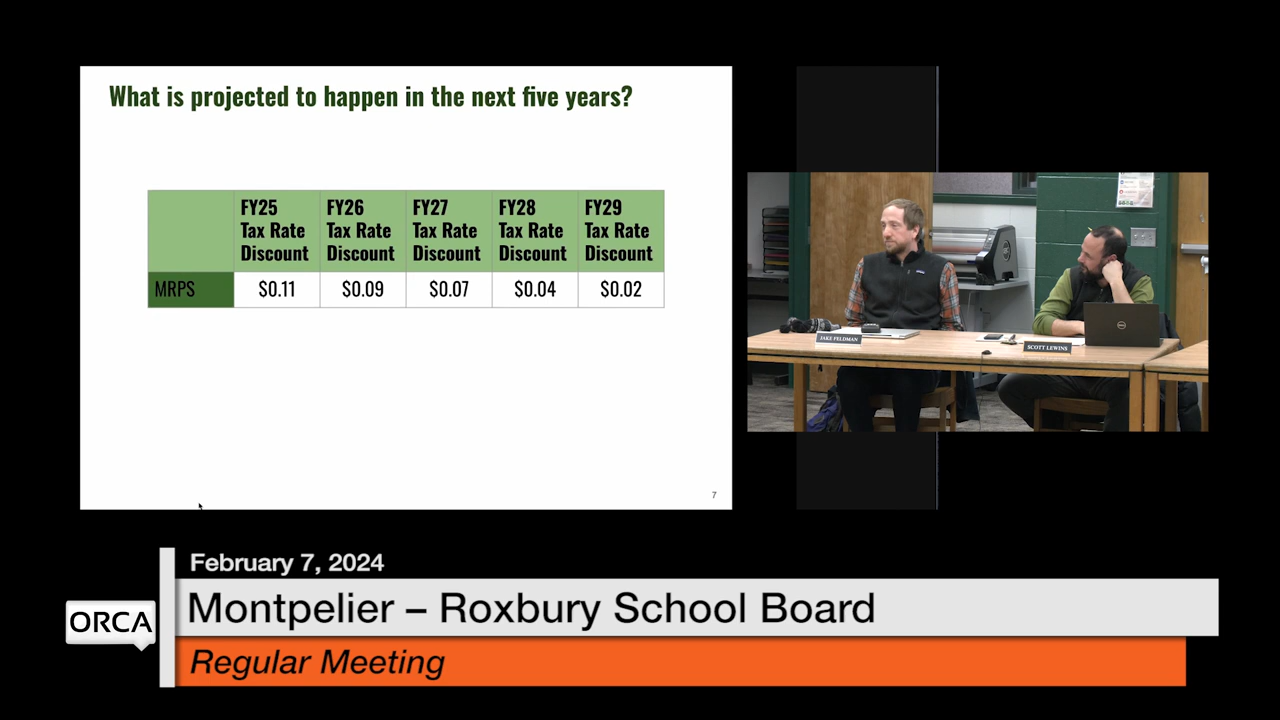 What is projected to happen in the next five years?
FY25 Tax Rate Discount
FY26 Tax Rate Discount
FY27 Tax Rate Discount
FY28 Tax Rate Discount
FY29 Tax Rate Discount
MRPS $0.11 $0.09 $0.07 $0.04 $0.02
7
JAKE FELDMAN
SCOTT LEWINS
DELL
February 7, 2024
ORCA
Montpelier – Roxbury School Board
Regular Meeting